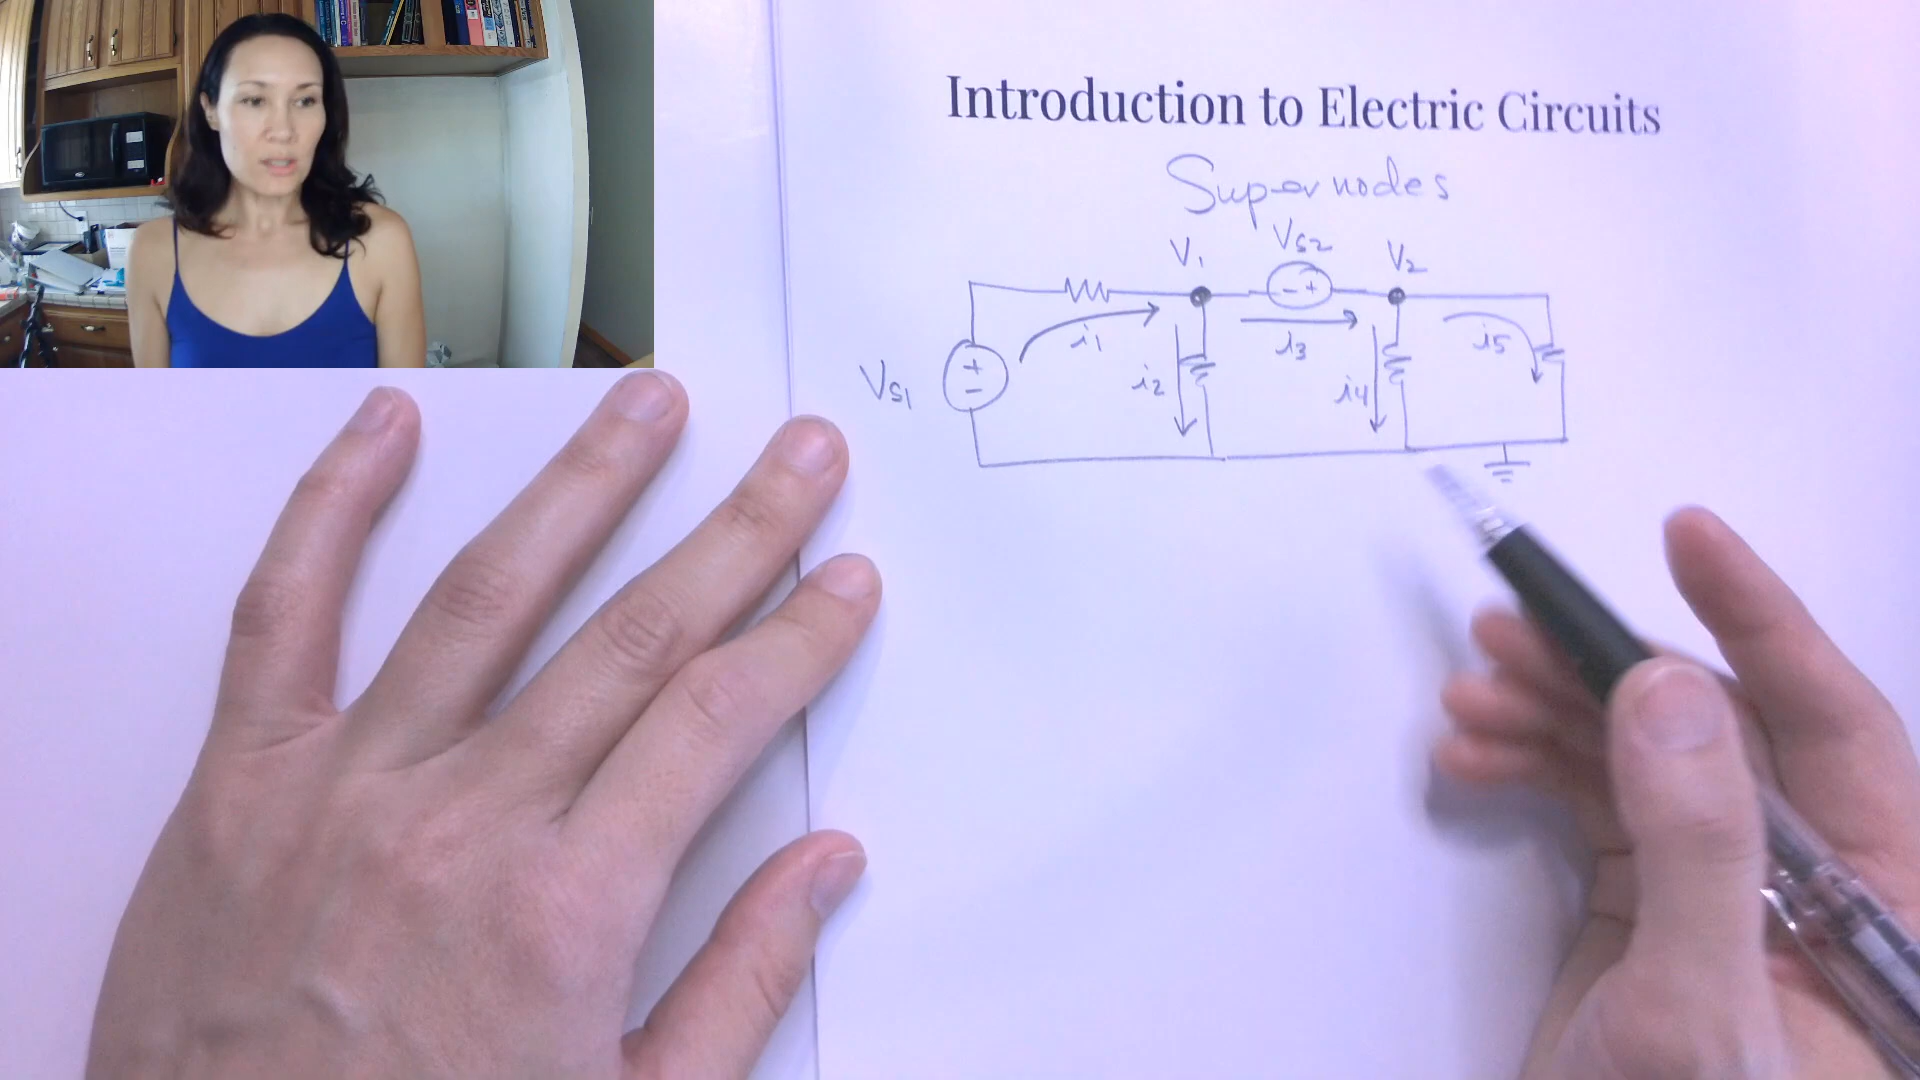 Introduction to Electric Circuits
Supernodes
V1 VS2 V2
- +
i1 i3 i5
VS1 + - i2 i4